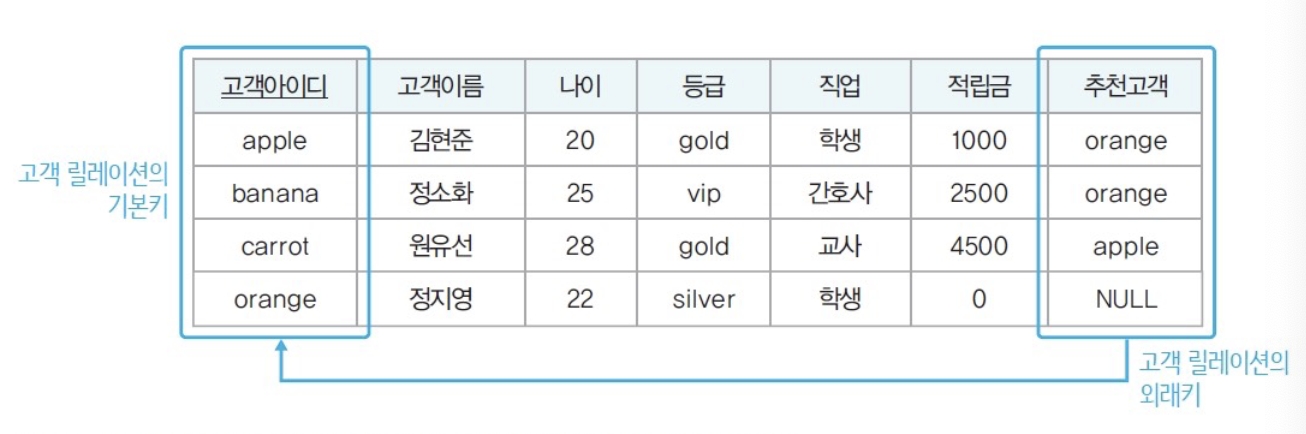 고객아이디 고객이름 나이 등급 직업 적립금 추천고객
apple 김현준 20 gold 학생 1000 orange
고객 릴레이션의
기본키
banana 정소화 25 vip 간호사 2500 orange
carrot 원유선 28 gold 교사 4500 apple
orange 정지영 22 silver 학생 0 NULL
고객 릴레이션의
외래키